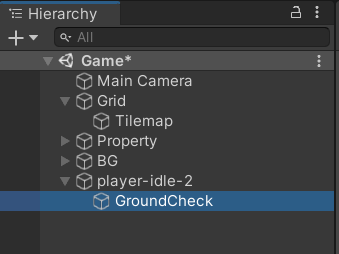 Hierarchy
All
Game*
Main Camera
Grid
Tilemap
Property
BG
player-idle-2
GroundCheck